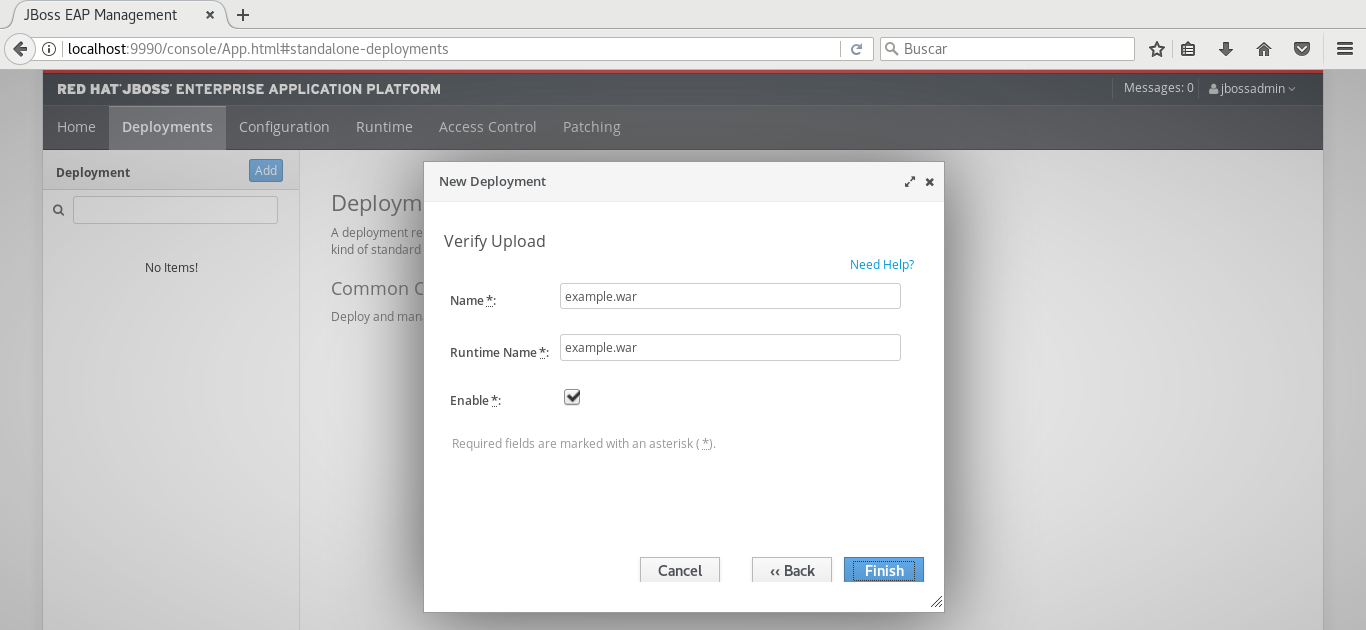 JBoss EAP Management
localhost:9990/console/App.html#standalone-deployments
Buscar
RED HAT JBOSS ENTERPRISE APPLICATION PLATFORM
Messages: 0
jbossadmin
Home Deployments Configuration Runtime Access Control Patching
Deployment
Add
No Items!
Deploym
A deployment re
kind of standard
Common C
Deploy and man
New Deployment
Verify Upload
Need Help?
Name *: example.war
Runtime Name *: example.war
Enable *:
Required fields are marked with an asterisk ( *).
Cancel ‹‹ Back Finish